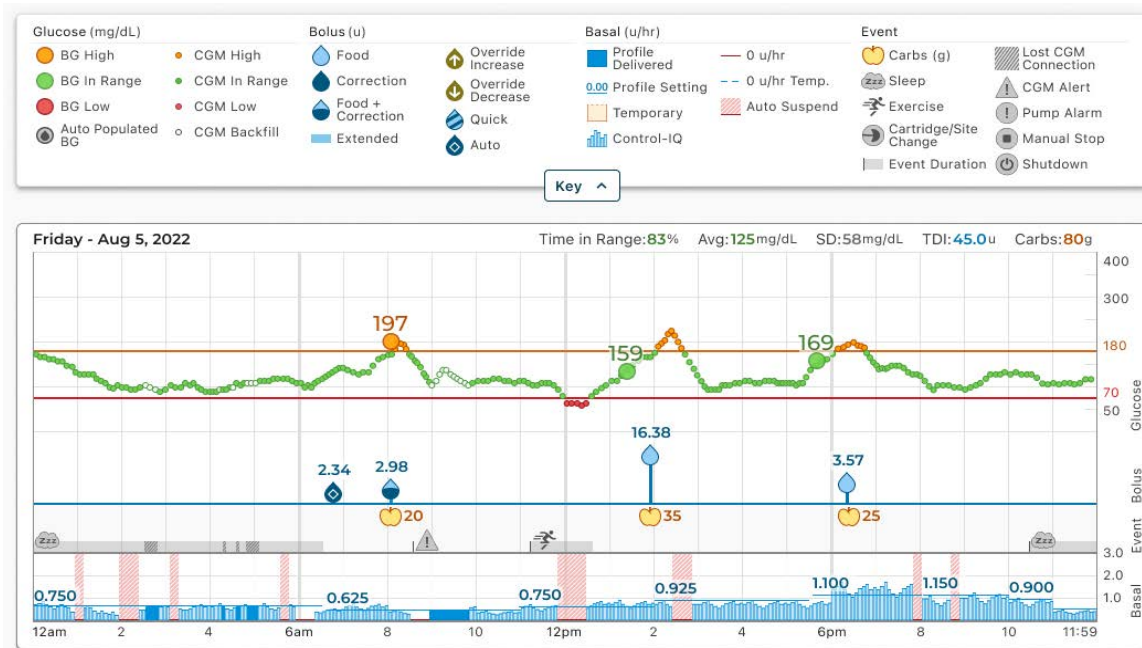 Glucose (mg/dL)
BG High
BG In Range
BG Low
Auto Populated
BG
CGM High
CGM In Range
CGM Low
CGM Backfill
Bolus (u)
Food
Correction
Food +
Correction
Extended
Override
Increase
Override
Decrease
Quick
Auto
Basal (u/hr)
Profile
Delivered
0.00 Profile Setting
Temporary
Control-IQ
0 u/hr
0 u/hr Temp.
Auto Suspend
Event
Carbs (g)
Zzz Sleep
Exercise
Cartridge/Site
Change
Event Duration
Lost CGM
Connection
! CGM Alert
! Pump Alarm
Manual Stop
Shutdown
Key
Friday - Aug 5, 2022
Time in Range:83% Avg:125mg/dL SD:58mg/dL TDI:45.0u Carbs:80g
400
300
180
70
50
Glucose
197
159
169
Bolus
2.34
2.98
16.38
3.57
20
35
25
Event
Zzz
!
Zzz
3.0
2.0
1.0
Basal
0.750
0.625
0.750
0.925
1.100
1.150
0.900
12am 2 4 6am 8 10 12pm 2 4 6pm 8 10 11:59